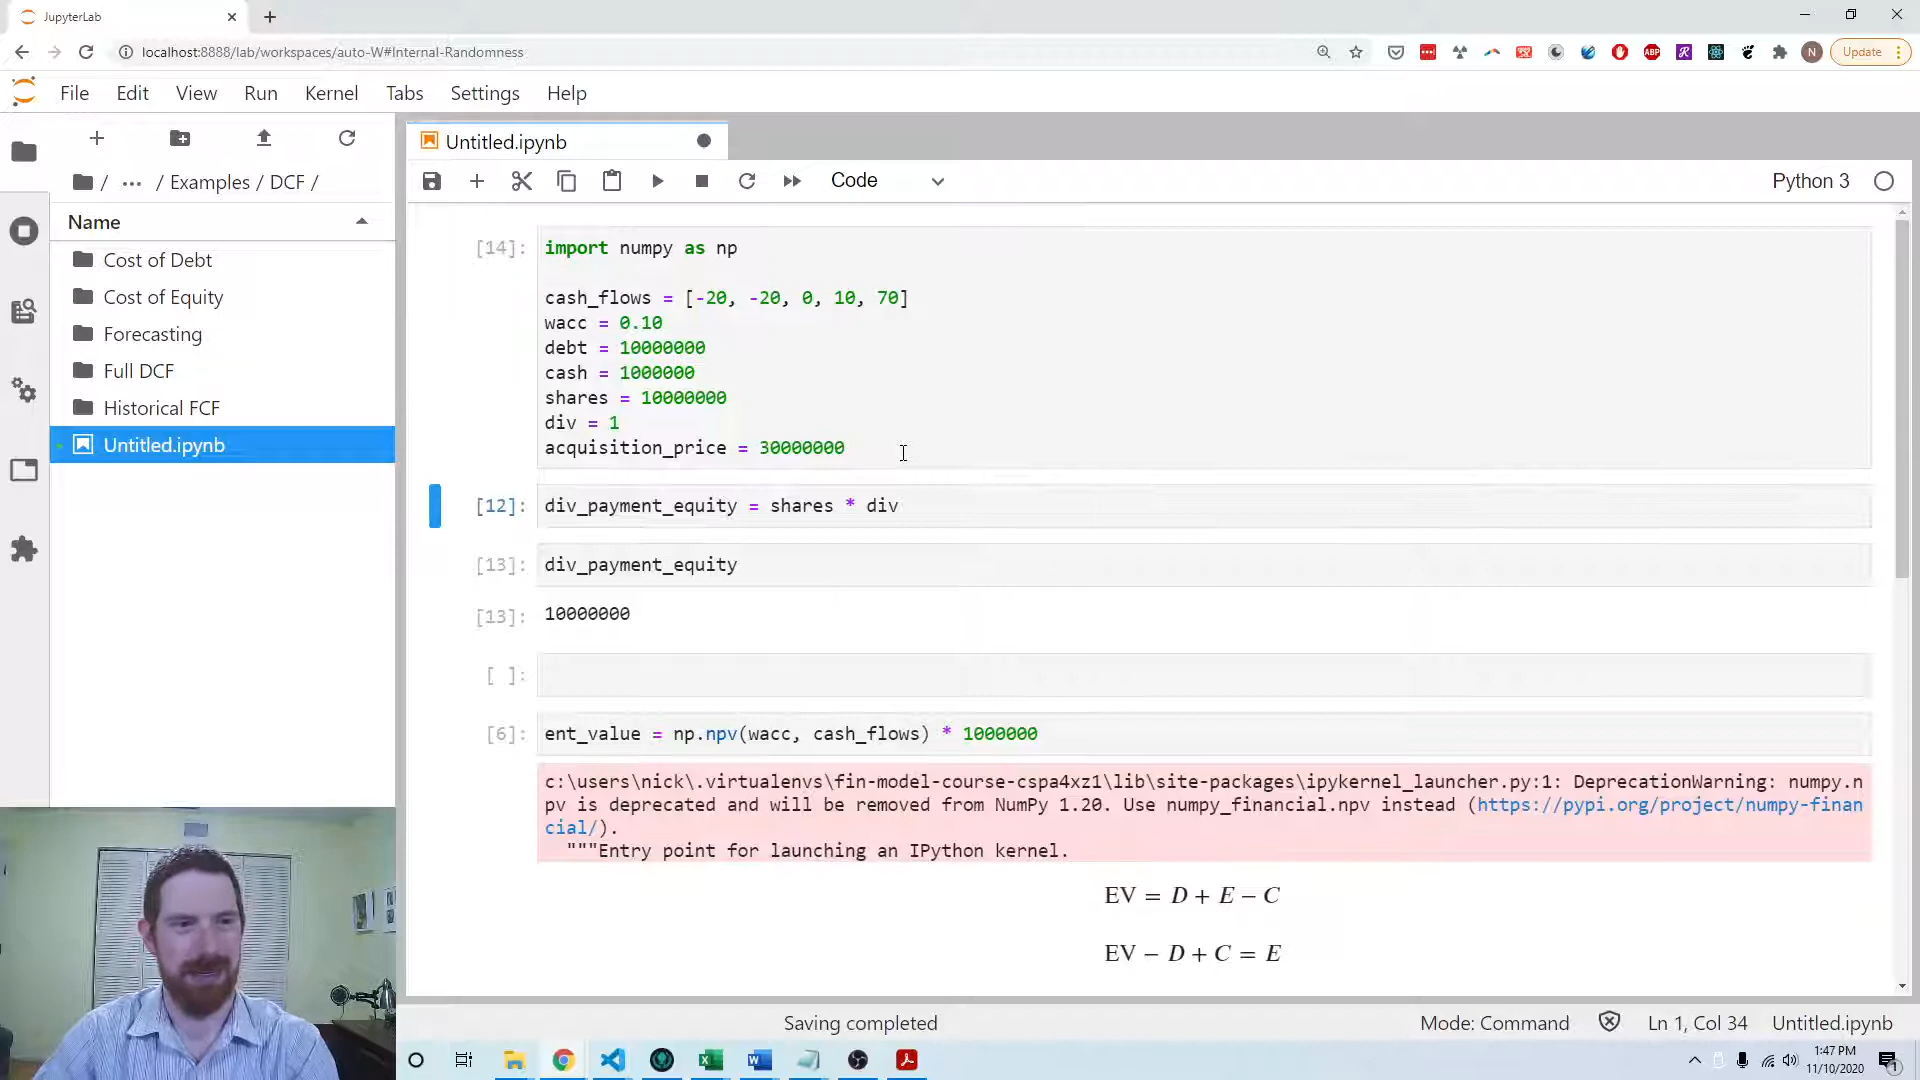 JupyterLab
localhost:8888/lab/workspaces/auto-W#Internal-Randomness
N
Update
ABP
File Edit View Run Kernel Tabs Settings Help
/ ... / Examples / DCF /
Name
Cost of Debt
Cost of Equity
Forecasting
Full DCF
Historical FCF
Untitled.ipynb
Untitled.ipynb
Code
Python 3
[14]: import numpy as np
cash_flows = [-20, -20, 0, 10, 70]
wacc = 0.10
debt = 10000000
cash = 1000000
shares = 10000000
div = 1
acquisition_price = 30000000
[12]: div_payment_equity = shares * div
[13]: div_payment_equity
[13]: 10000000
[ ]:
[6]: ent_value = np.npv(wacc, cash_flows) * 1000000
c:\users\nick\.virtualenvs\fin-model-course-cspa4xz1\lib\site-packages\ipykernel_launcher.py:1: DeprecationWarning: numpy.n
pv is deprecated and will be removed from NumPy 1.20. Use numpy_financial.npv instead (https://pypi.org/project/numpy-finan
cial/).
"""Entry point for launching an IPython kernel.
EV = D + E − C
EV − D + C = E
Saving completed
Mode: Command
Ln 1, Col 34
Untitled.ipynb
1:47 PM
11/10/2020